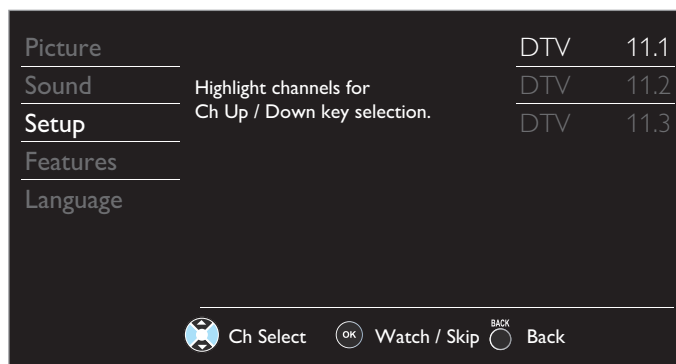 Picture
Sound
Setup
Features
Language
Highlight channels for
Ch Up / Down key selection.
DTV 11.1
DTV 11.2
DTV 11.3
Ch Select OK Watch / Skip BACK Back